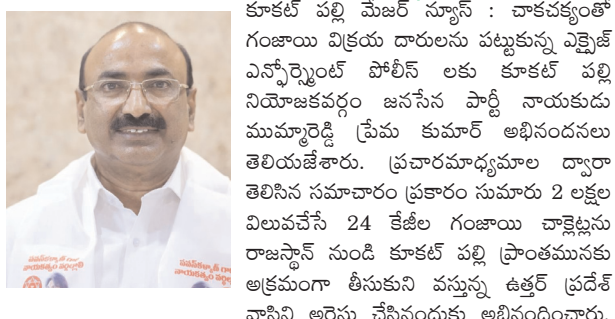 కూకట్ పల్లి మేజర్ న్యూస్ : చాకచక్యంతో
గంజాయి విక్రయ దారులను పట్టుకున్న ఎక్సైజ్
ఎన్ఫోర్స్మెంట్ పోలీస్ లకు కూకట్ పల్లి
నియోజకవర్గం జనసేన పార్టీ నాయకుడు
ముమ్మారెడ్డి ప్రేమ కుమార్ అభినందనలు
తెలియజేశారు. ప్రచారమాధ్యమాల ద్వారా
తెలిసిన సమాచారం ప్రకారం సుమారు 2 లక్షల
విలువచేసే 24 కేజీల గంజాయి చాక్లెట్లను
రాజస్థాన్ నుండి కూకట్ పల్లి ప్రాంతమునకు
అక్రమంగా తీసుకుని వస్తున్న ఉత్తర్ ప్రదేశ్
వాసిని అరెస్టు చేసినందుకు అభినందించారు.